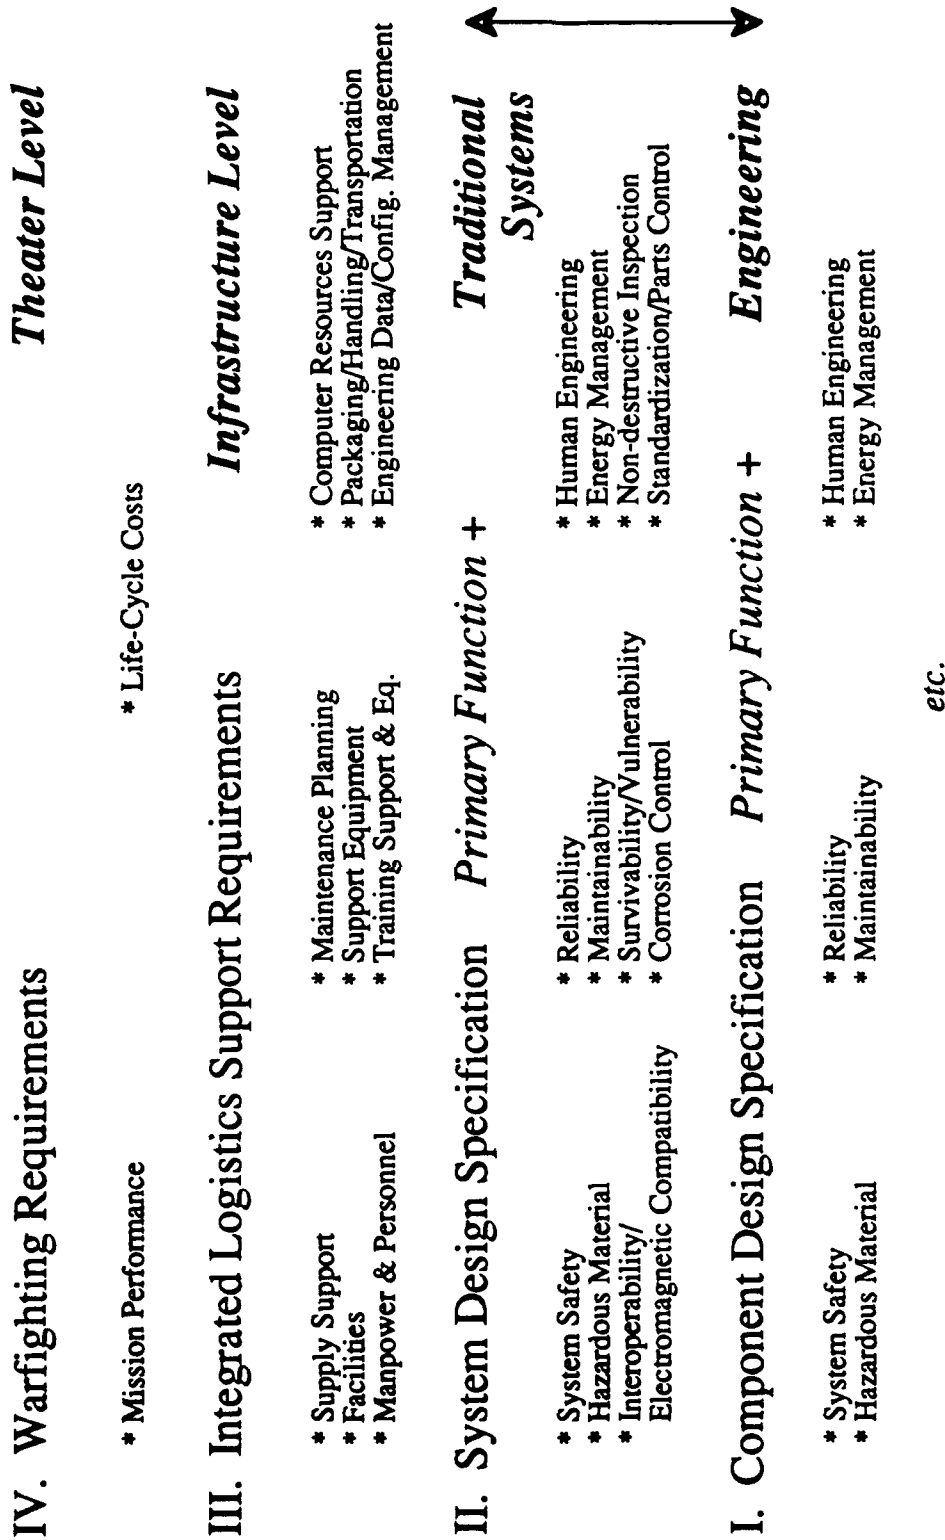 IV. Warfighting Requirements Theater Level
* Mission Performance * Life-Cycle Costs
III. Integrated Logistics Support Requirements Infrastructure Level
* Supply Support * Maintenance Planning * Computer Resources Support
* Facilities * Support Equipment * Packaging/Handling/Transportation
* Manpower & Personnel * Training Support & Eq. * Engineering Data/Config. Management
II. System Design Specification Primary Function + Traditional
Systems
* System Safety * Reliability * Human Engineering
* Hazardous Material * Maintainability * Energy Management
* Interoperability/ * Survivability/Vulnerability * Non-destructive Inspection
Electromagnetic Compatibility * Corrosion Control * Standardization/Parts Control
I. Component Design Specification Primary Function + Engineering
* System Safety * Reliability * Human Engineering
* Hazardous Material * Maintainability * Energy Management
etc.